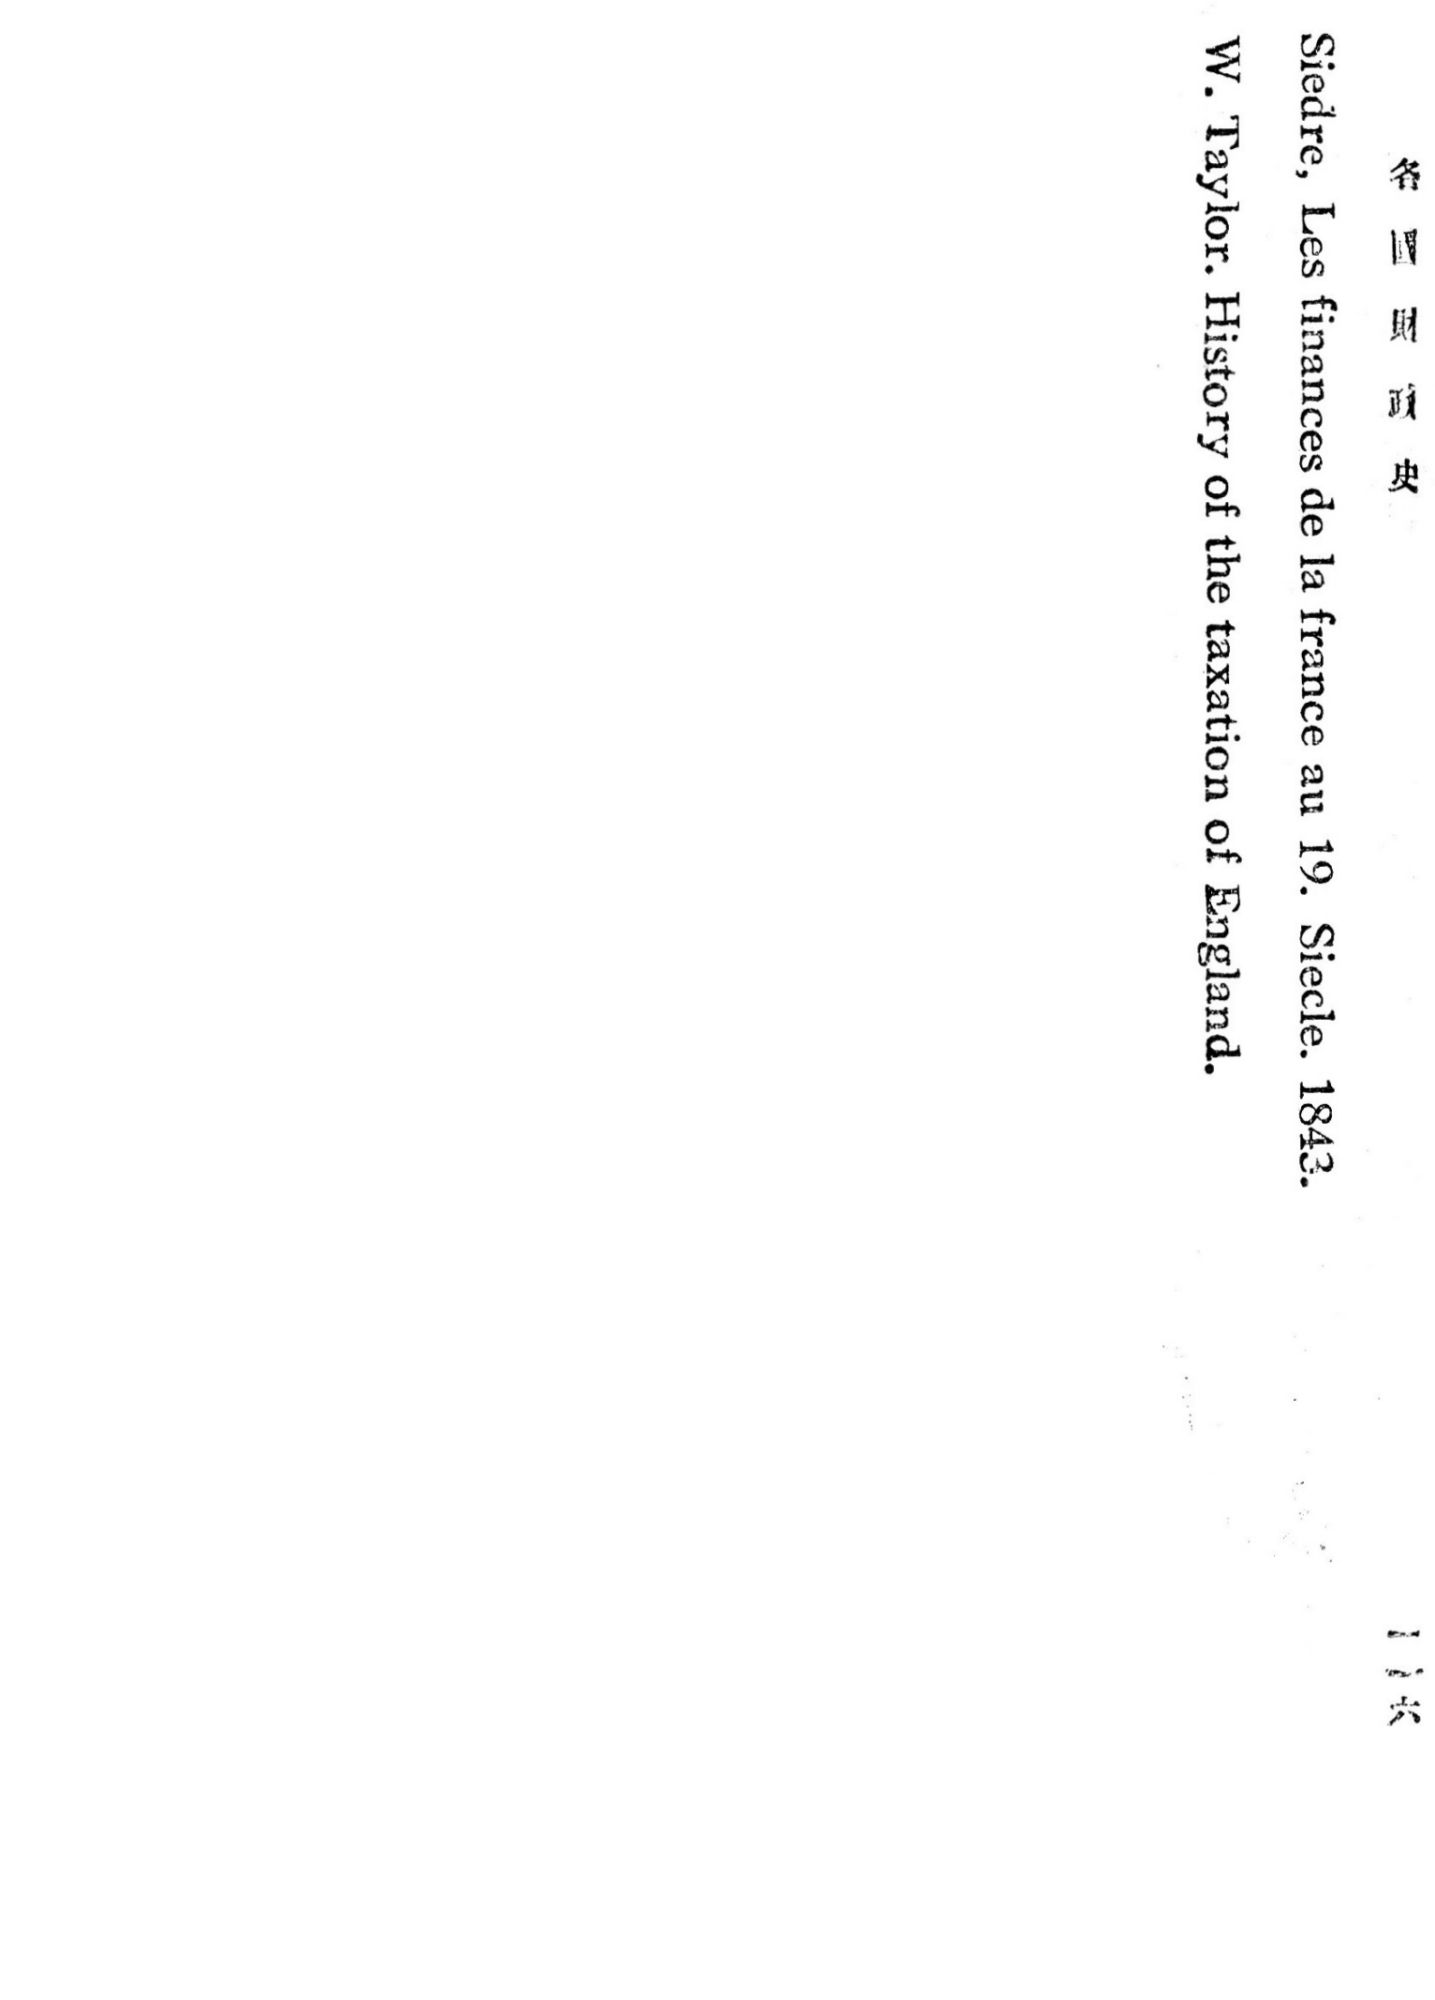 各國財政史
一六
Siedre, Les finances de la france au 19. Siecle. 1843.
W. Taylor. History of the taxation of England.